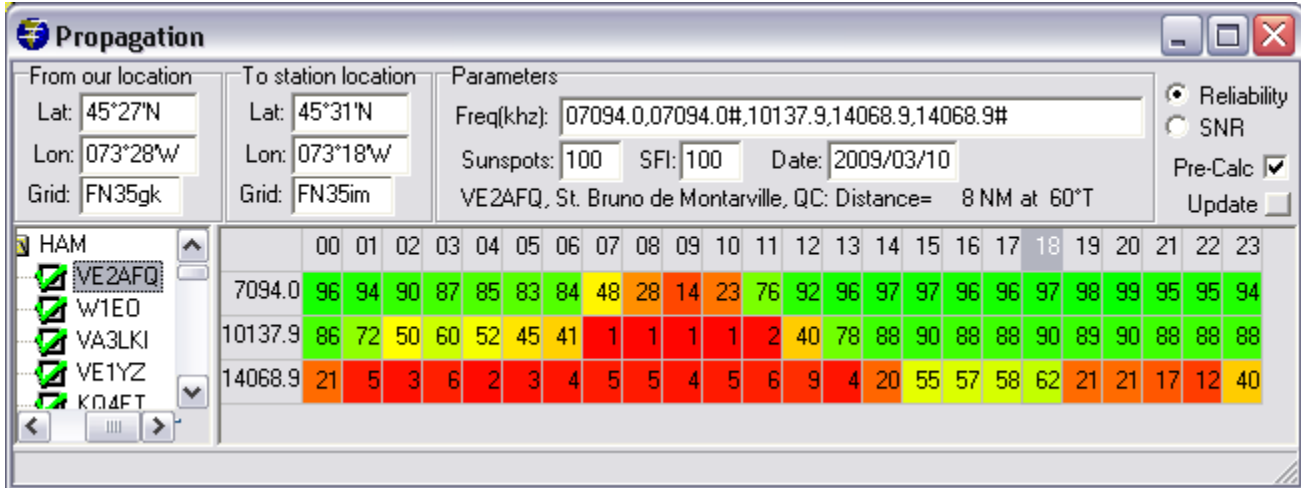 Propagation
From our location
Lat: 45°27'N
Lon: 073°28'W
Grid: FN35gk
To station location
Lat: 45°31'N
Lon: 073°18'W
Grid: FN35im
Parameters
Freq(khz): 07094.0,07094.0#,10137.9,14068.9,14068.9#
Sunspots: 100 SFI: 100 Date: 2009/03/10
VE2AFQ, St. Bruno de Montarville, QC: Distance= 8 NM at 60°T
Reliability
SNR
Pre-Calc
Update
HAM
VE2AFQ
W1EO
VA3LKI
VE1YZ
00 01 02 03 04 05 06 07 08 09 10 11 12 13 14 15 16 17 18 19 20 21 22 23
7094.0 96 94 90 87 85 83 84 48 28 14 23 76 92 96 97 97 96 96 97 98 99 95 95 94
10137.9 86 72 50 60 52 45 41 1 1 1 1 2 40 78 88 90 88 88 90 89 90 88 88 88
14068.9 21 5 3 6 2 3 4 5 5 4 5 6 9 4 20 55 57 58 62 21 21 17 12 40